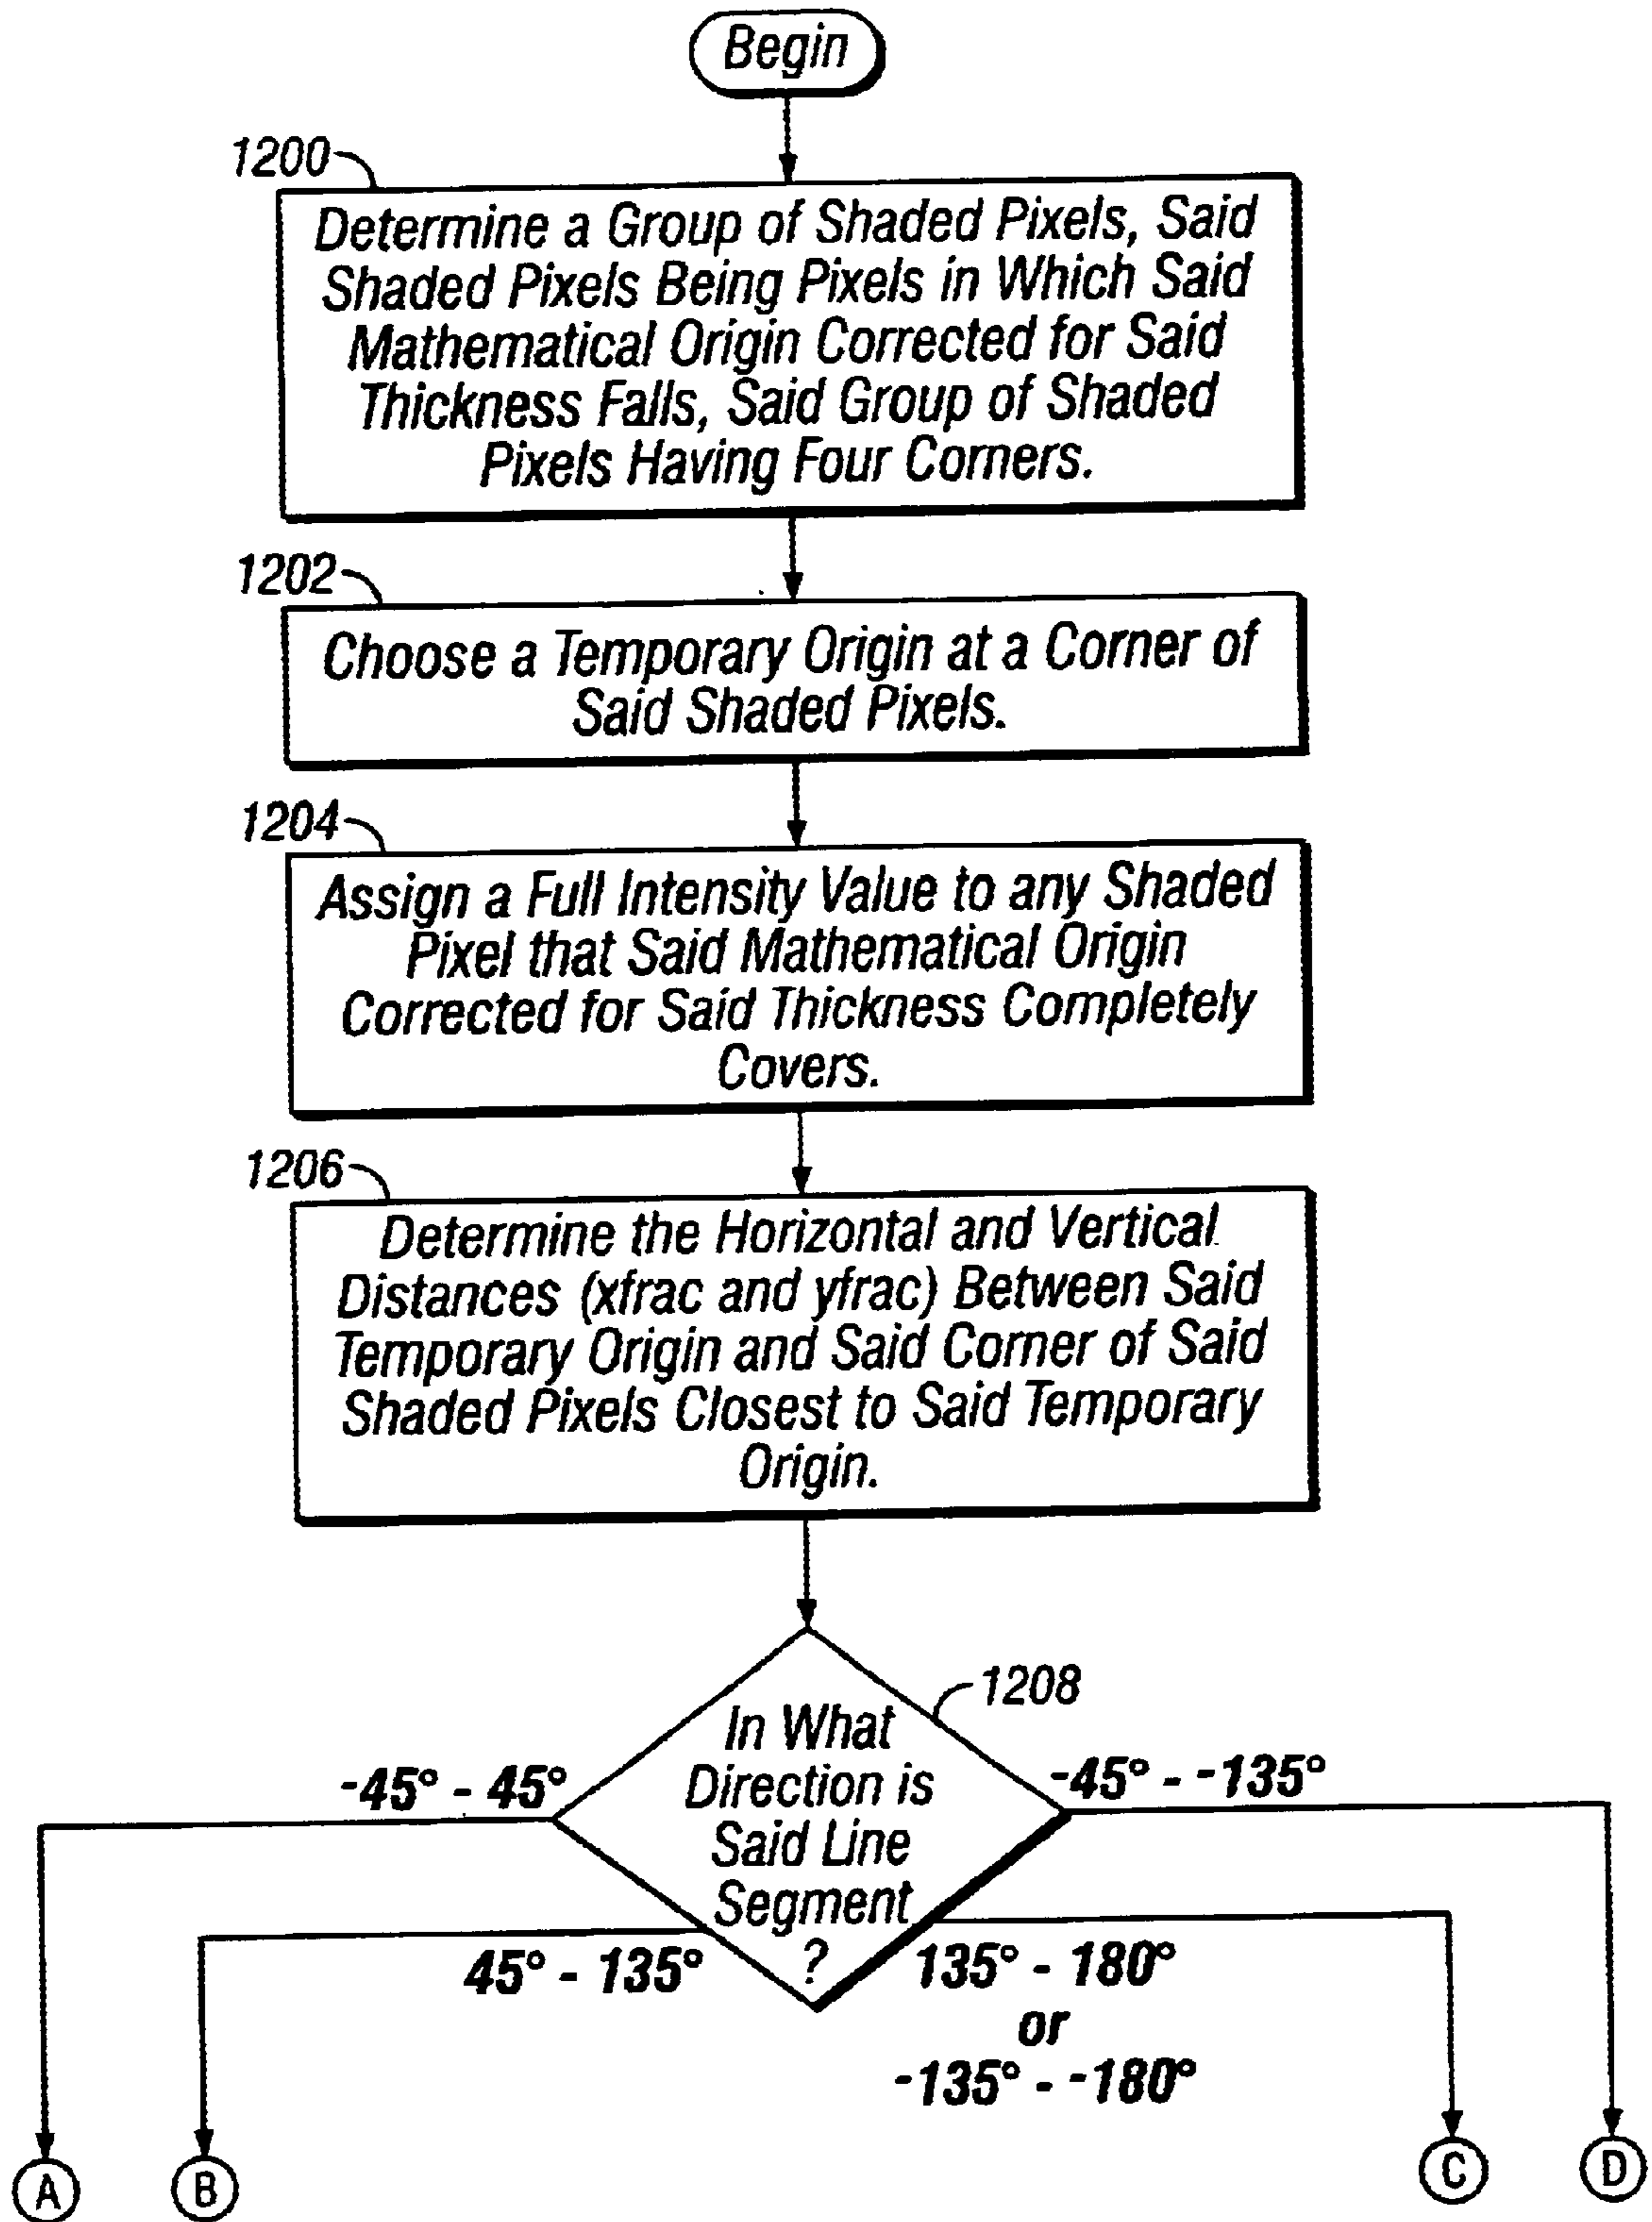 Begin
1200
Determine a Group of Shaded Pixels, Said
Shaded Pixels Being Pixels in Which Said
Mathematical Origin Corrected for Said
Thickness Falls, Said Group of Shaded
Pixels Having Four Corners.
1202
Choose a Temporary Origin at a Corner of
Said Shaded Pixels.
1204
Assign a Full Intensity Value to any Shaded
Pixel that Said Mathematical Origin
Corrected for Said Thickness Completely
Covers.
1206
Determine the Horizontal and Vertical
Distances (xfrac and yfrac) Between Said
Temporary Origin and Said Corner of Said
Shaded Pixels Closest to Said Temporary
Origin.
1208
In What
Direction is
Said Line
Segment
?
-45° - 45°
-45° - -135°
45° - 135°
135° - 180°
or
-135° - -180°
A
B
C
D